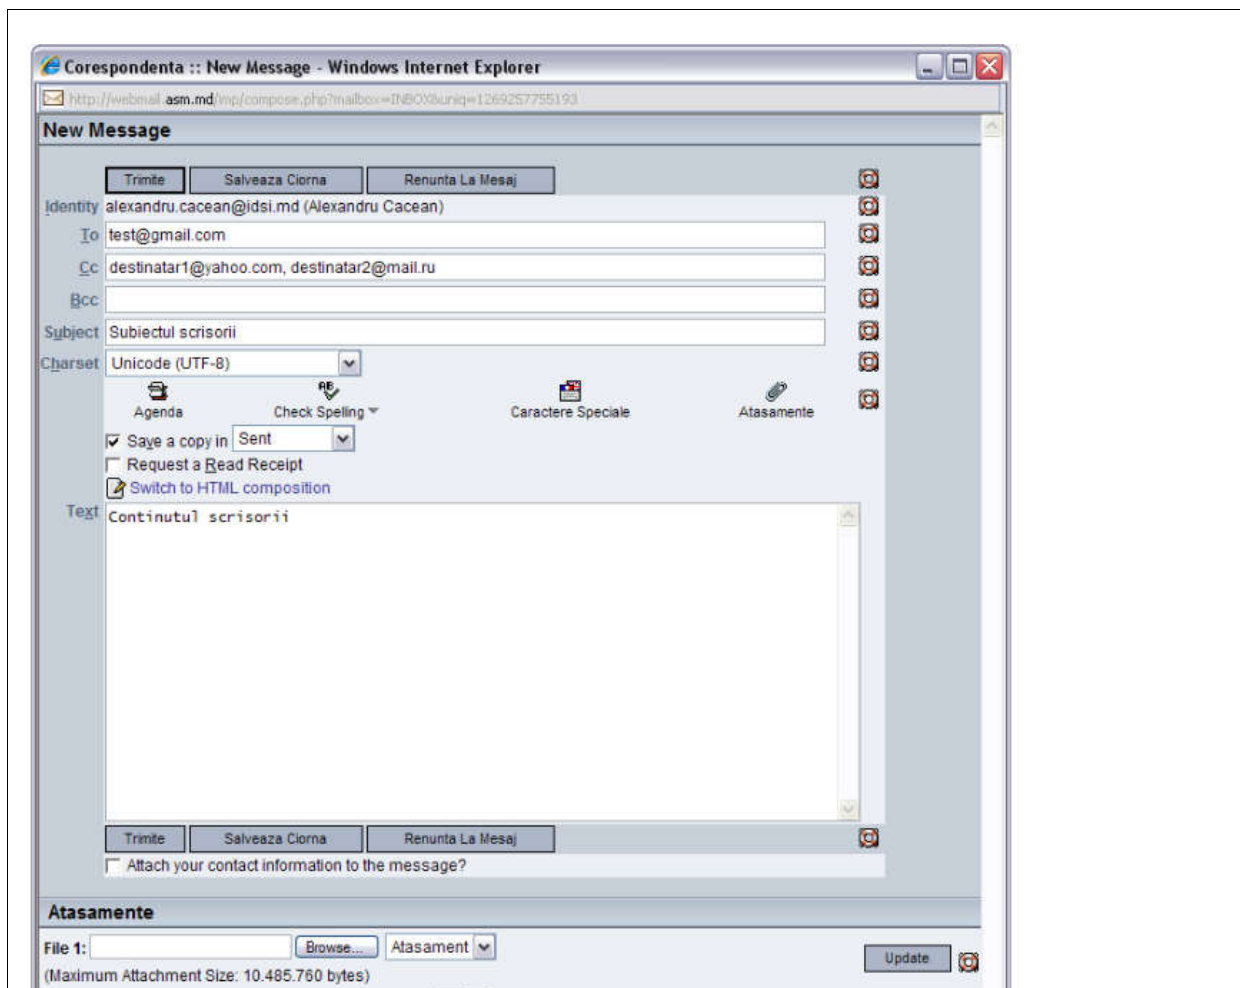 Corespondenta :: New Message - Windows Internet Explorer
http://webmail.asm.md/imp/compose.php?mailbox=INBOX&uniq=1269257755193
New Message
Trimite Salveaza Ciorna Renunta La Mesaj
Identity alexandru.cacean@idsi.md (Alexandru Cacean)
To test@gmail.com
Cc destinatar1@yahoo.com, destinatar2@mail.ru
Bcc
Subject Subiectul scrisorii
Charset Unicode (UTF-8)
Agenda Check Spelling Caractere Speciale Atasamente
Save a copy in Sent
Request a Read Receipt
Switch to HTML composition
Text Continutul scrisorii
Trimite Salveaza Ciorna Renunta La Mesaj
Attach your contact information to the message?
Atasamente
File 1: Browse... Atasament Update
(Maximum Attachment Size: 10.485.760 bytes)